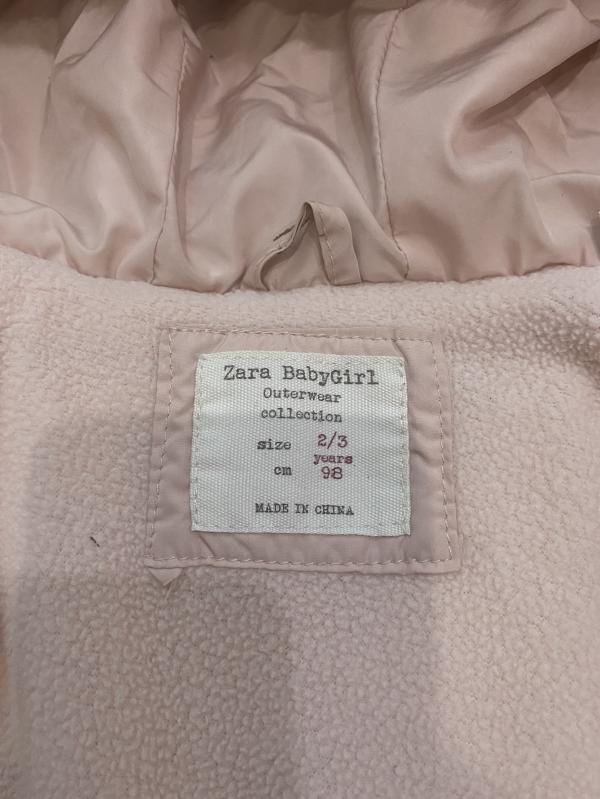 Zara BabyGirl
Outerwear
collection
size 2/3
years
cm 98
MADE IN CHINA